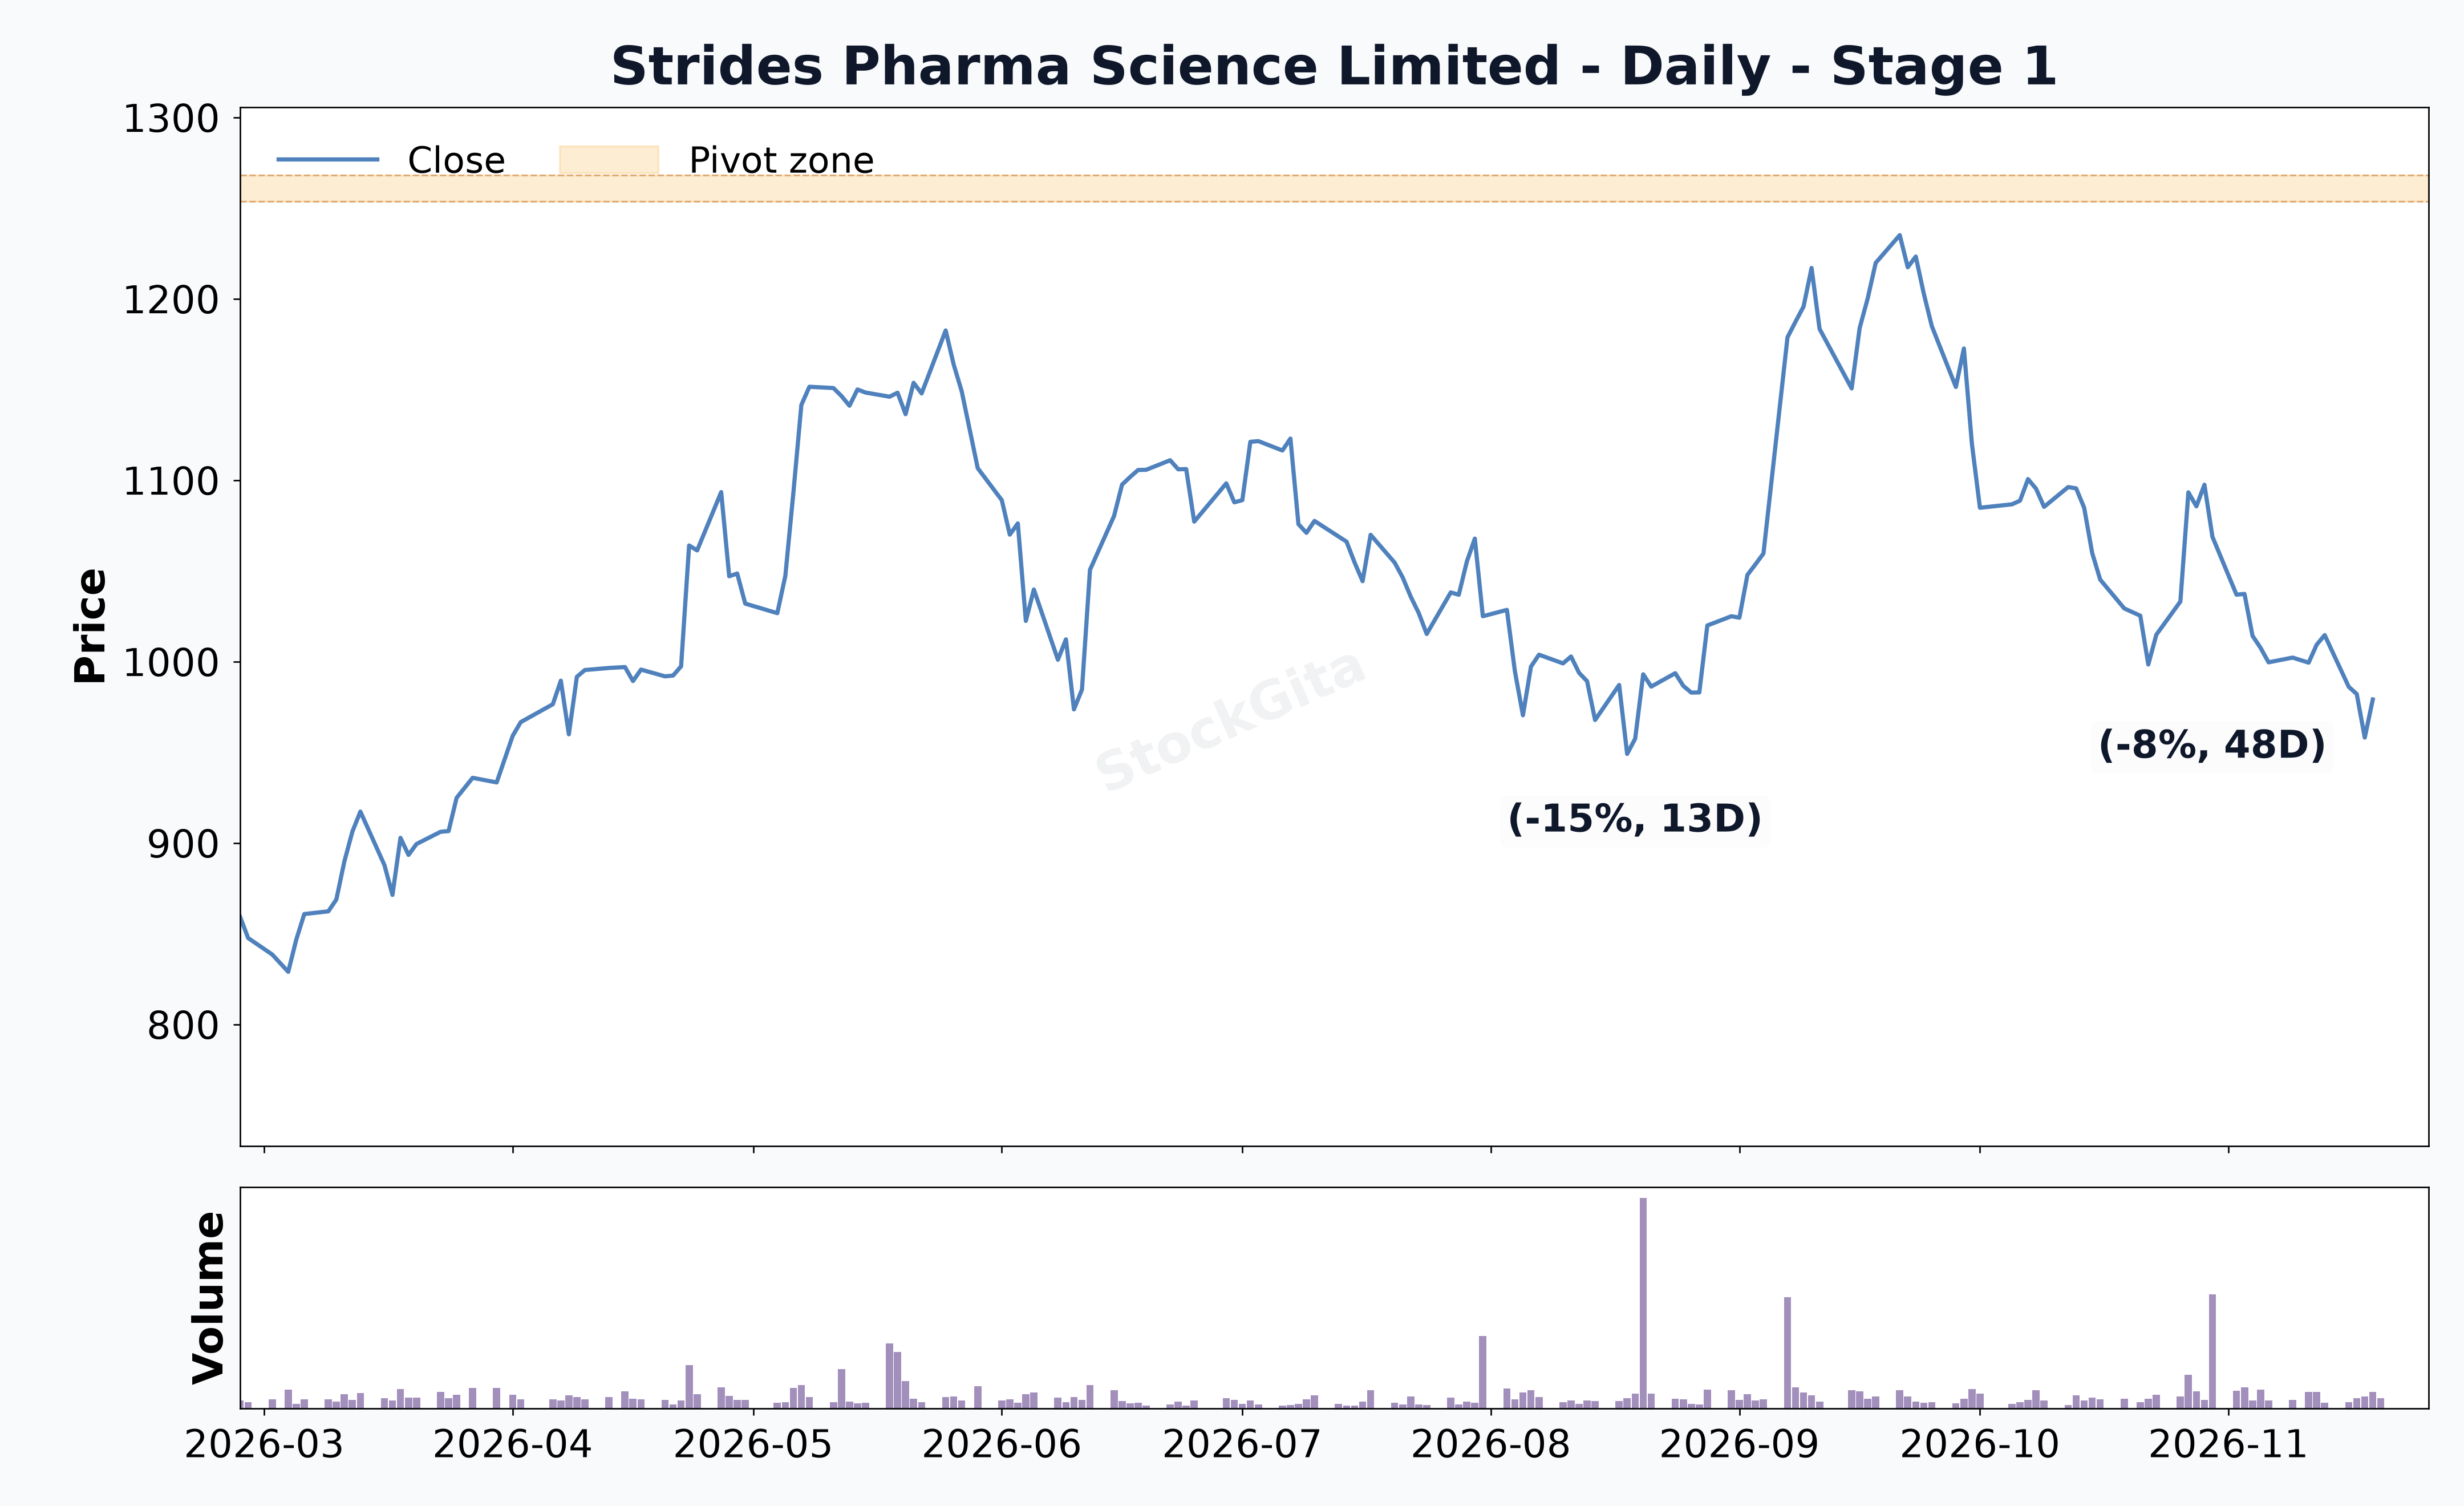 Strides Pharma Science Limited - Daily - Stage 1
Close
Pivot zone
Price
1300
1200
1100
1000
900
800
StockGita
(-8%, 48D)
(-15%, 13D)
Volume
2026-03
2026-04
2026-05
2026-06
2026-07
2026-08
2026-09
2026-10
2026-11